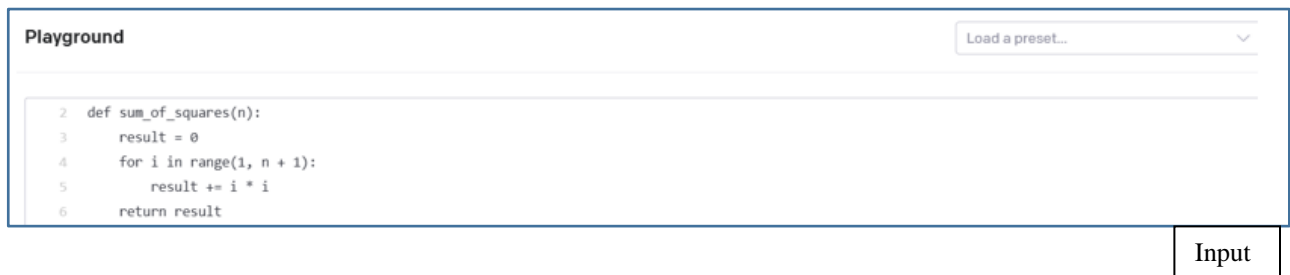 Playground
Load a preset...
2 def sum_of_squares(n):
3     result = 0
4     for i in range(1, n + 1):
5         result += i * i
6     return result
Input